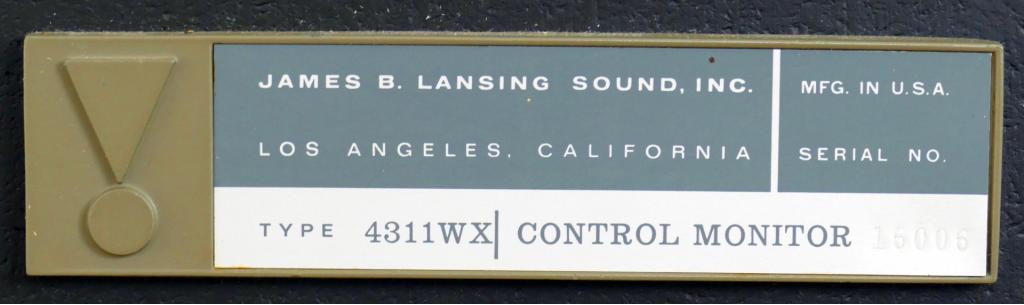 JAMES B. LANSING SOUND, INC.
LOS ANGELES, CALIFORNIA
MFG. IN U.S.A.
SERIAL NO.
TYPE 4311WX CONTROL MONITOR 15006